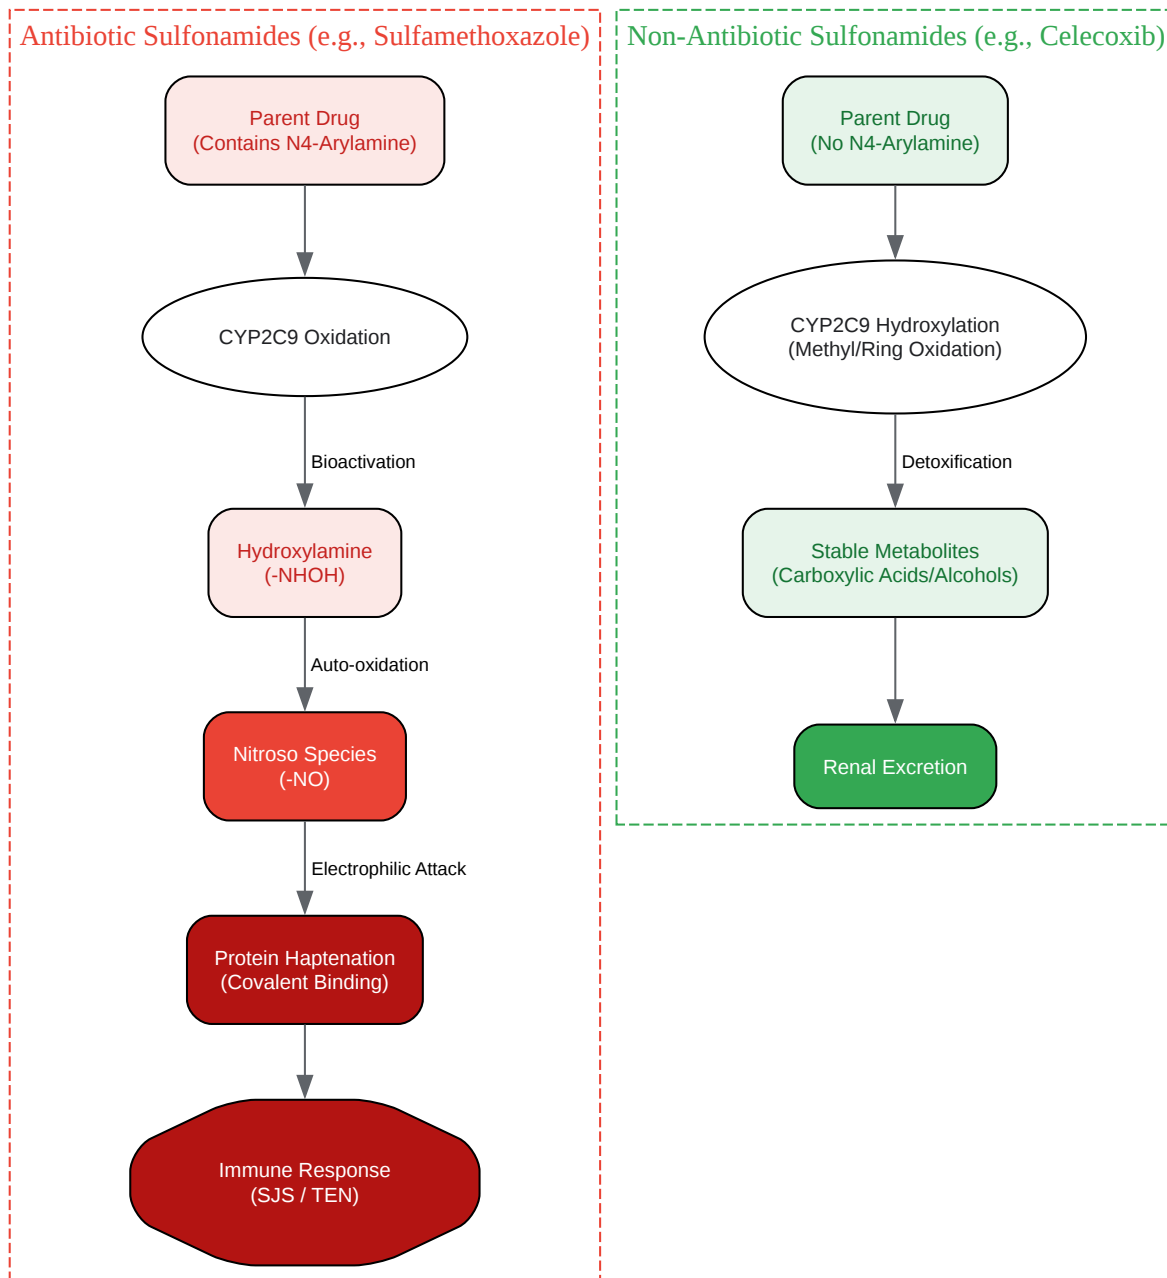 Antibiotic Sulfonamides (e.g., Sulfamethoxazole)
Parent Drug
(Contains N4-Arylamine)
CYP2C9 Oxidation
Bioactivation
Hydroxylamine
(-NHOH)
Auto-oxidation
Nitroso Species
(-NO)
Electrophilic Attack
Protein Haptenation
(Covalent Binding)
Immune Response
(SJS / TEN)
Non-Antibiotic Sulfonamides (e.g., Celecoxib)
Parent Drug
(No N4-Arylamine)
CYP2C9 Hydroxylation
(Methyl/Ring Oxidation)
Detoxification
Stable Metabolites
(Carboxylic Acids/Alcohols)
Renal Excretion